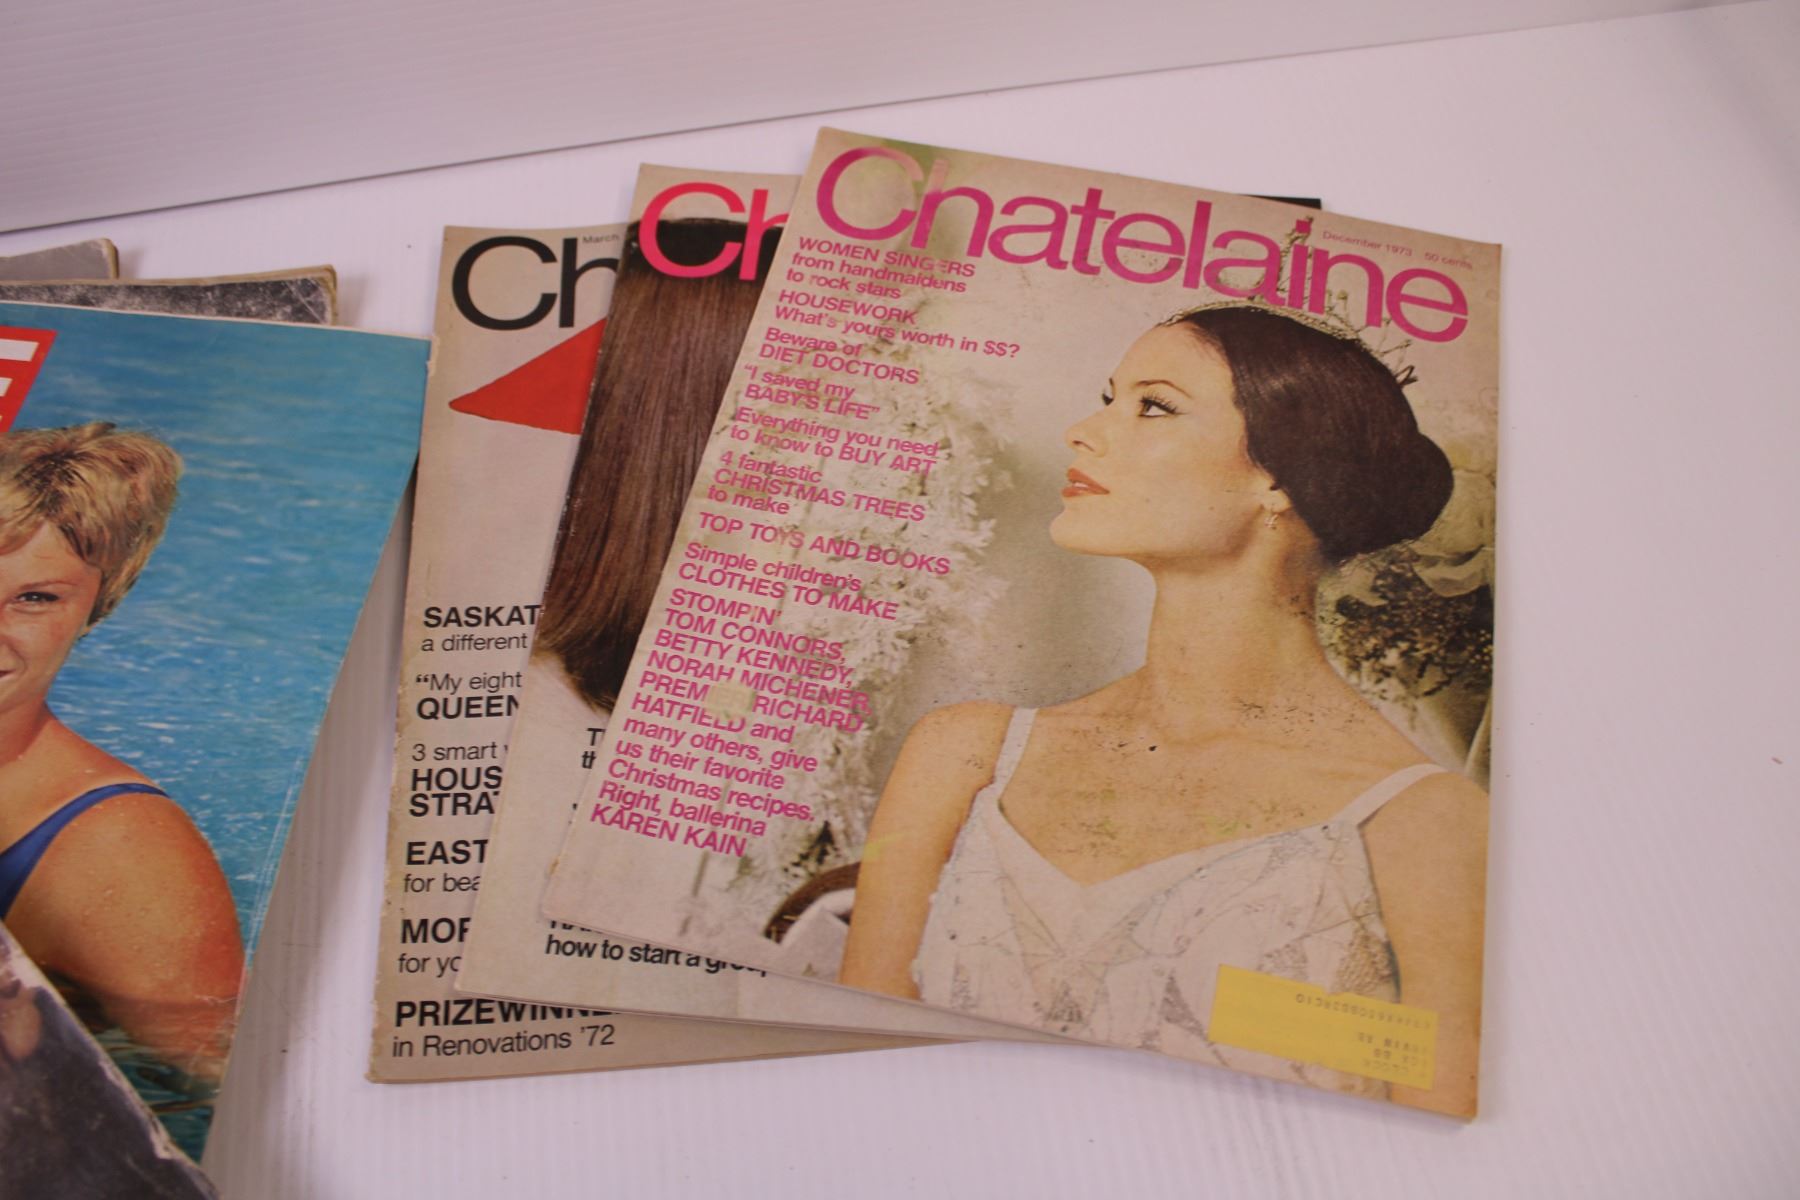 Chatelaine
December 1973 50 cents
WOMEN SINGERS
from handmaidens
to rock stars
HOUSEWORK
What's yours worth in $$?
Beware of
DIET DOCTORS
"I saved my
BABY'S LIFE"
Everything you need
to know to BUY ART
4 fantastic
CHRISTMAS TREES
to make
TOP TOYS AND BOOKS
Simple children's
CLOTHES TO MAKE
STOMPIN'
TOM CONNORS,
BETTY KENNEDY,
NORAH MICHENER,
PREM RICHARD
HATFIELD and
many others, give
us their favorite
Christmas recipes.
Right, ballerina
KAREN KAIN
Ch
how to start a
Ch
March
SASKAT
a different
"My eight
QUEEN
3 smart
HOUS
STRA
EAST
for bea
MOR
for yo
PRIZEWINNE
in Renovations '72